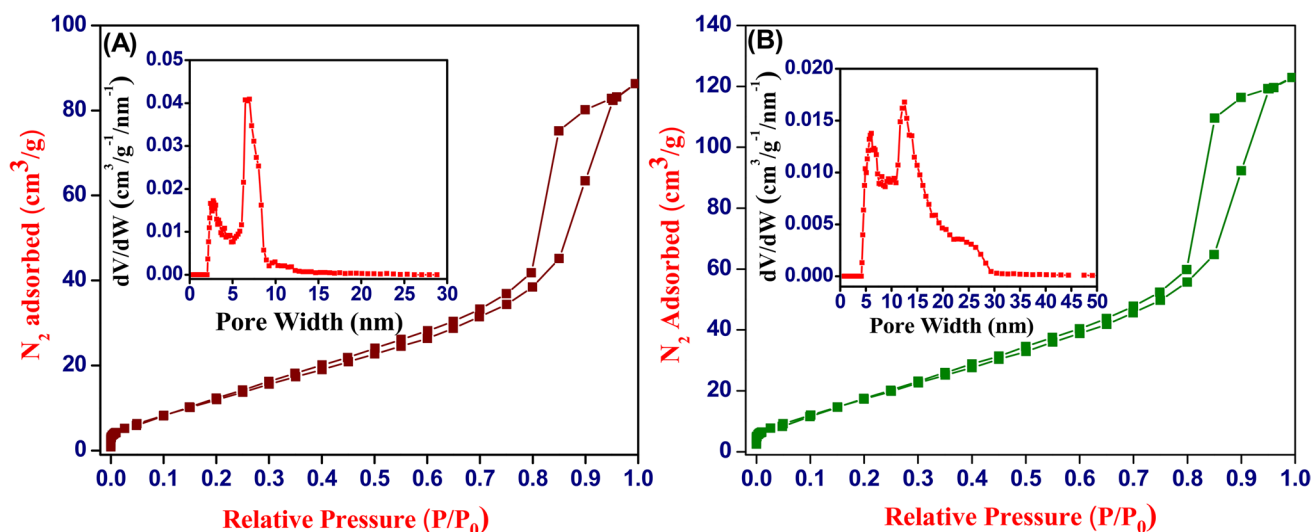 (A)
100
80
60
40
20
0
N₂ adsorbed (cm³/g)
0.0 0.1 0.2 0.3 0.4 0.5 0.6 0.7 0.8 0.9 1.0
Relative Pressure (P/P₀)
0.05
0.04
0.03
0.02
0.01
0.00
dV/dW (cm³/g⁻¹/nm⁻¹)
0 5 10 15 20 25 30
Pore Width (nm)
(B)
140
120
100
80
60
40
20
0
N₂ Adsorbed (cm³/g)
0.0 0.1 0.2 0.3 0.4 0.5 0.6 0.7 0.8 0.9 1.0
Relative Pressure (P/P₀)
0.020
0.015
0.010
0.005
0.000
dV/dW (cm³/g⁻¹/nm⁻¹)
0 5 10 15 20 25 30 35 40 45 50
Pore Width (nm)